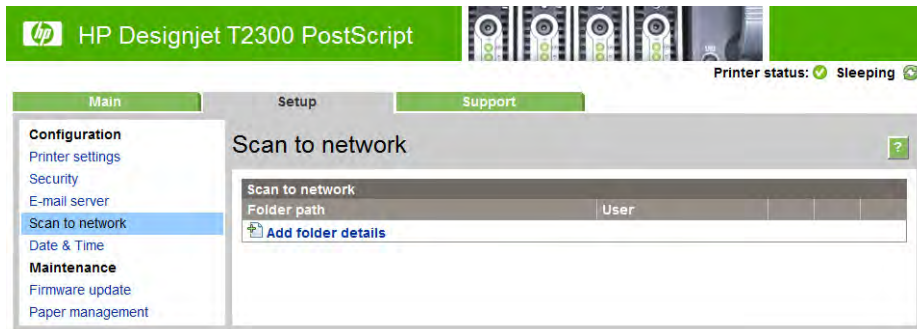 hp HP Designjet T2300 PostScript
Printer status: Sleeping
Main Setup Support
Configuration
Printer settings
Security
E-mail server
Scan to network
Date & Time
Maintenance
Firmware update
Paper management
Scan to network
?
Scan to network
Folder path User
Add folder details